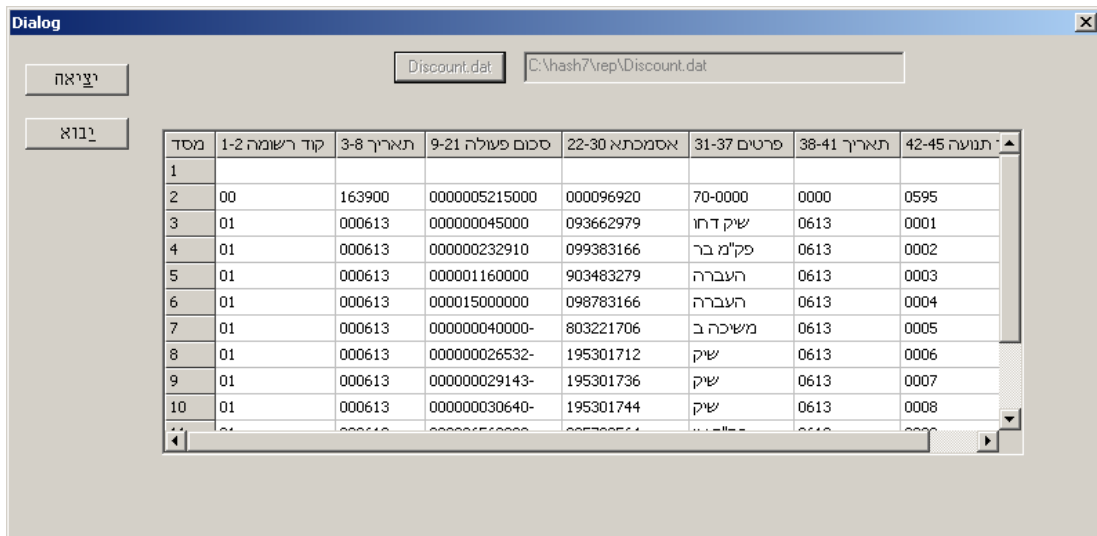 Dialog
יציאה
Discount.dat C:\hash7\rep\Discount.dat
יבוא
מסד קוד רשומה 1-2 תאריך 3-8 סכום פעולה 9-21 אסמכתא 22-30 פרטים 31-37 תאריך 38-41 תנועה 42-45
1
2 00 163900 0000005215000 000096920 70-0000 0000 0595
3 01 000613 000000045000 093662979 שיק דחו 0613 0001
4 01 000613 000000232910 099383166 פק"מ בר 0613 0002
5 01 000613 000001160000 903483279 העברה 0613 0003
6 01 000613 000015000000 098783166 העברה 0613 0004
7 01 000613 000000040000- 803221706 משיכה ב 0613 0005
8 01 000613 000000026532- 195301712 שיק 0613 0006
9 01 000613 000000029143- 195301736 שיק 0613 0007
10 01 000613 000000030640- 195301744 שיק 0613 0008